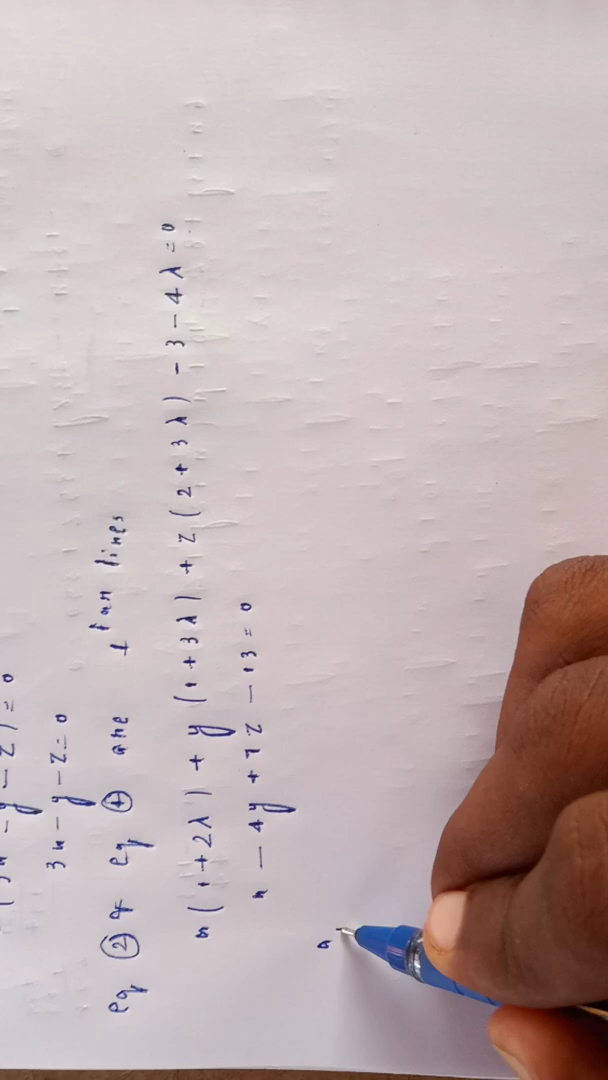 3x - y - z = 0
eq ② & eq ④ are lines
x(1+2λ) + y(1+3λ) + z(2+3λ) - 3 - 4λ = 0
x - 4y + 7z - 13 = 0
a